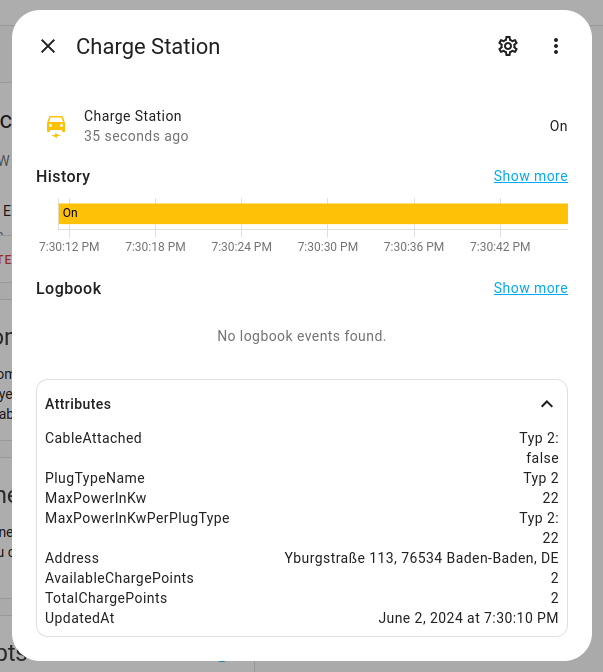 Charge Station
Charge Station
35 seconds ago
On
History
Show more
On
7:30:12 PM 7:30:18 PM 7:30:24 PM 7:30:30 PM 7:30:36 PM 7:30:42 PM
Logbook
Show more
No logbook events found.
Attributes
CableAttached Typ 2:
false
PlugTypeName Typ 2
MaxPowerInKw 22
MaxPowerInKwPerPlugType Typ 2:
22
Address Yburgstraße 113, 76534 Baden-Baden, DE
AvailableChargePoints 2
TotalChargePoints 2
UpdatedAt June 2, 2024 at 7:30:10 PM